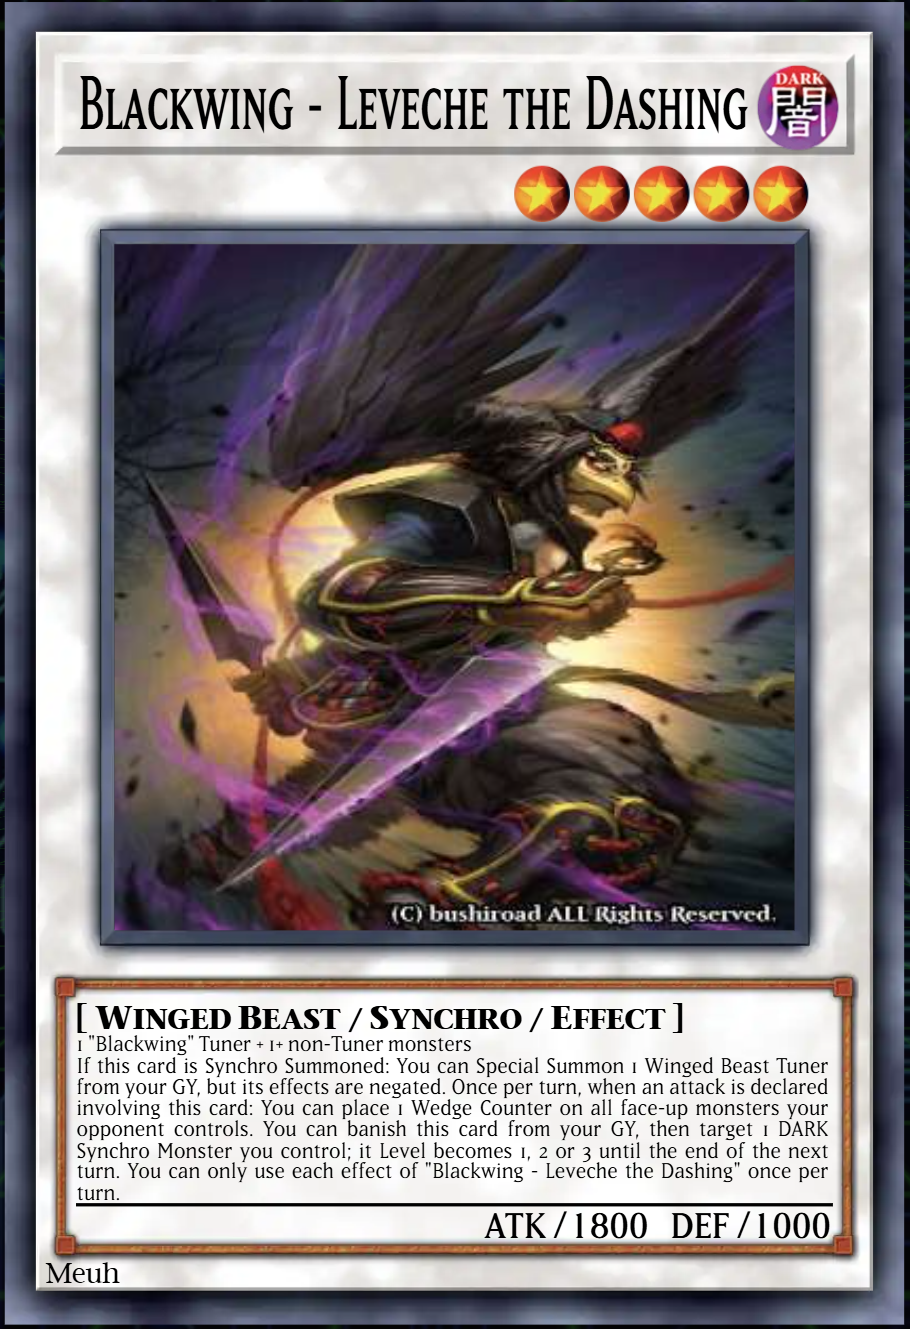 BLACKWING - LEVECHE THE DASHING
DARK
闇
(C) bushiroad ALL Rights Reserved.
[ WINGED BEAST / SYNCHRO / EFFECT ]
1 "Blackwing" Tuner + 1+ non-Tuner monsters
If this card is Synchro Summoned: You can Special Summon 1 Winged Beast Tuner
from your GY, but its effects are negated. Once per turn, when an attack is declared
involving this card: You can place 1 Wedge Counter on all face-up monsters your
opponent controls. You can banish this card from your GY, then target 1 DARK
Synchro Monster you control; it Level becomes 1, 2 or 3 until the end of the next
turn. You can only use each effect of "Blackwing - Leveche the Dashing" once per
turn.
ATK/1800 DEF/1000
Meuh